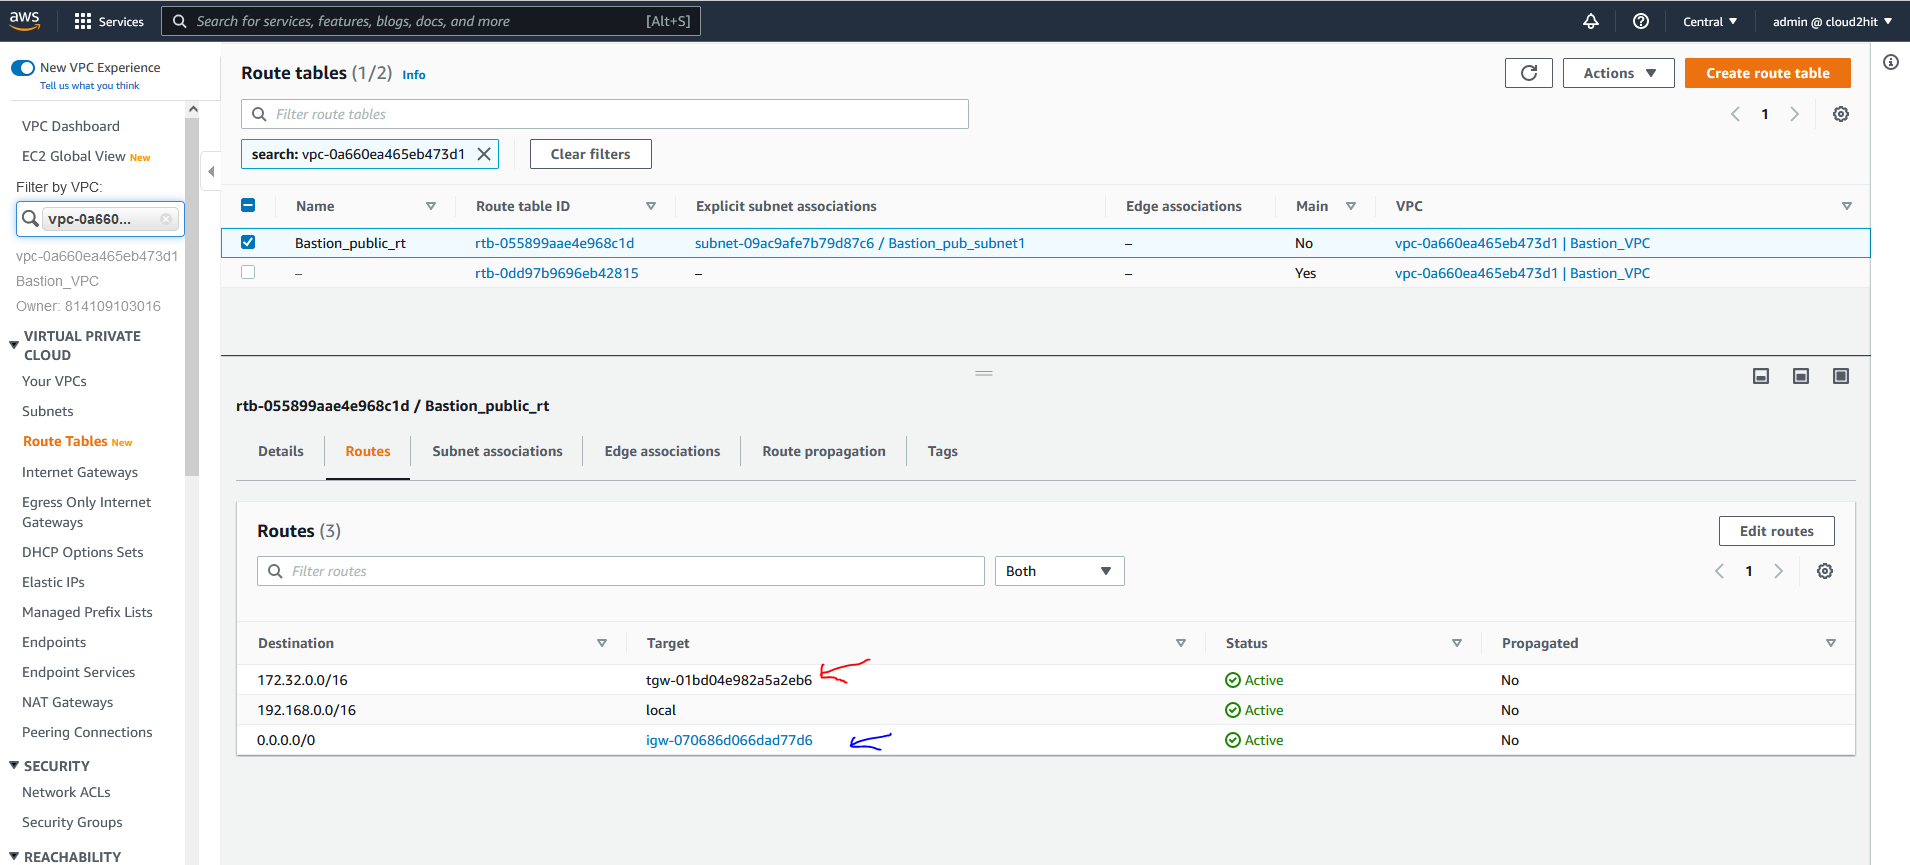 aws Services Search for services, features, blogs, docs, and more [Alt+S] Central admin @ cloud2hit
New VPC Experience
Tell us what you think
VPC Dashboard
EC2 Global View New
Filter by VPC:
vpc-0a660...
vpc-0a660ea465eb473d1
Bastion_VPC
Owner: 814109103016
VIRTUAL PRIVATE
CLOUD
Your VPCs
Subnets
Route Tables New
Internet Gateways
Egress Only Internet
Gateways
DHCP Options Sets
Elastic IPs
Managed Prefix Lists
Endpoints
Endpoint Services
NAT Gateways
Peering Connections
SECURITY
Network ACLs
Security Groups
REACHABILITY
Route tables (1/2) Info
Actions Create route table
Filter route tables
1
search: vpc-0a660ea465eb473d1 Clear filters
Name Route table ID Explicit subnet associations Edge associations Main VPC
Bastion_public_rt rtb-055899aae4e968c1d subnet-09ac9afe7b79d87c6 / Bastion_pub_subnet1 – No vpc-0a660ea465eb473d1 | Bastion_VPC
– rtb-0dd97b9696eb42815 – – Yes vpc-0a660ea465eb473d1 | Bastion_VPC
rtb-055899aae4e968c1d / Bastion_public_rt
Details Routes Subnet associations Edge associations Route propagation Tags
Routes (3) Edit routes
Filter routes Both 1
Destination Target Status Propagated
172.32.0.0/16 tgw-01bd04e982a5a2eb6 Active No
192.168.0.0/16 local Active No
0.0.0.0/0 igw-070686d066dad77d6 Active No